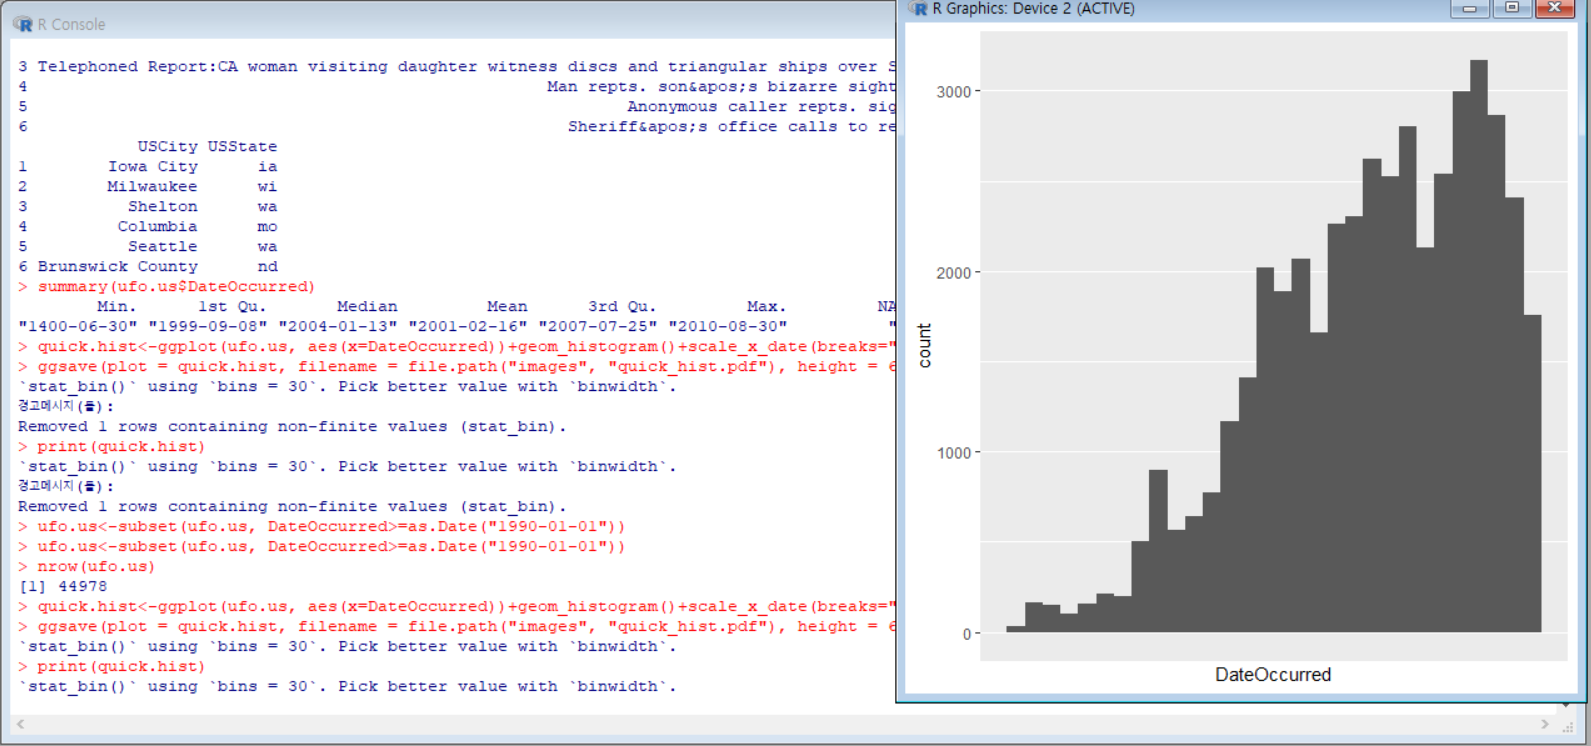 R Console
3 Telephoned Report:CA woman visiting daughter witness discs and triangular ships over S
4 Man repts. son&apos;s bizarre sight
5 Anonymous caller repts. sig
6 Sheriff&apos;s office calls to re
USCity USState
1 Iowa City ia
2 Milwaukee wi
3 Shelton wa
4 Columbia mo
5 Seattle wa
6 Brunswick County nd
> summary(ufo.us$DateOccurred)
Min. 1st Qu. Median Mean 3rd Qu. Max. NA
"1400-06-30" "1999-09-08" "2004-01-13" "2001-02-16" "2007-07-25" "2010-08-30" "
> quick.hist<-ggplot(ufo.us, aes(x=DateOccurred))+geom_histogram()+scale_x_date(breaks="
> ggsave(plot = quick.hist, filename = file.path("images", "quick_hist.pdf"), height = 6
`stat_bin()` using `bins = 30`. Pick better value with `binwidth`.
경고메시지(들):
Removed 1 rows containing non-finite values (stat_bin).
> print(quick.hist)
`stat_bin()` using `bins = 30`. Pick better value with `binwidth`.
경고메시지(들):
Removed 1 rows containing non-finite values (stat_bin).
> ufo.us<-subset(ufo.us, DateOccurred>=as.Date("1990-01-01"))
> ufo.us<-subset(ufo.us, DateOccurred>=as.Date("1990-01-01"))
> nrow(ufo.us)
[1] 44978
> quick.hist<-ggplot(ufo.us, aes(x=DateOccurred))+geom_histogram()+scale_x_date(breaks="
> ggsave(plot = quick.hist, filename = file.path("images", "quick_hist.pdf"), height = 6
`stat_bin()` using `bins = 30`. Pick better value with `binwidth`.
> print(quick.hist)
`stat_bin()` using `bins = 30`. Pick better value with `binwidth`.
R Graphics: Device 2 (ACTIVE)
3000
2000
1000
0
count
DateOccurred